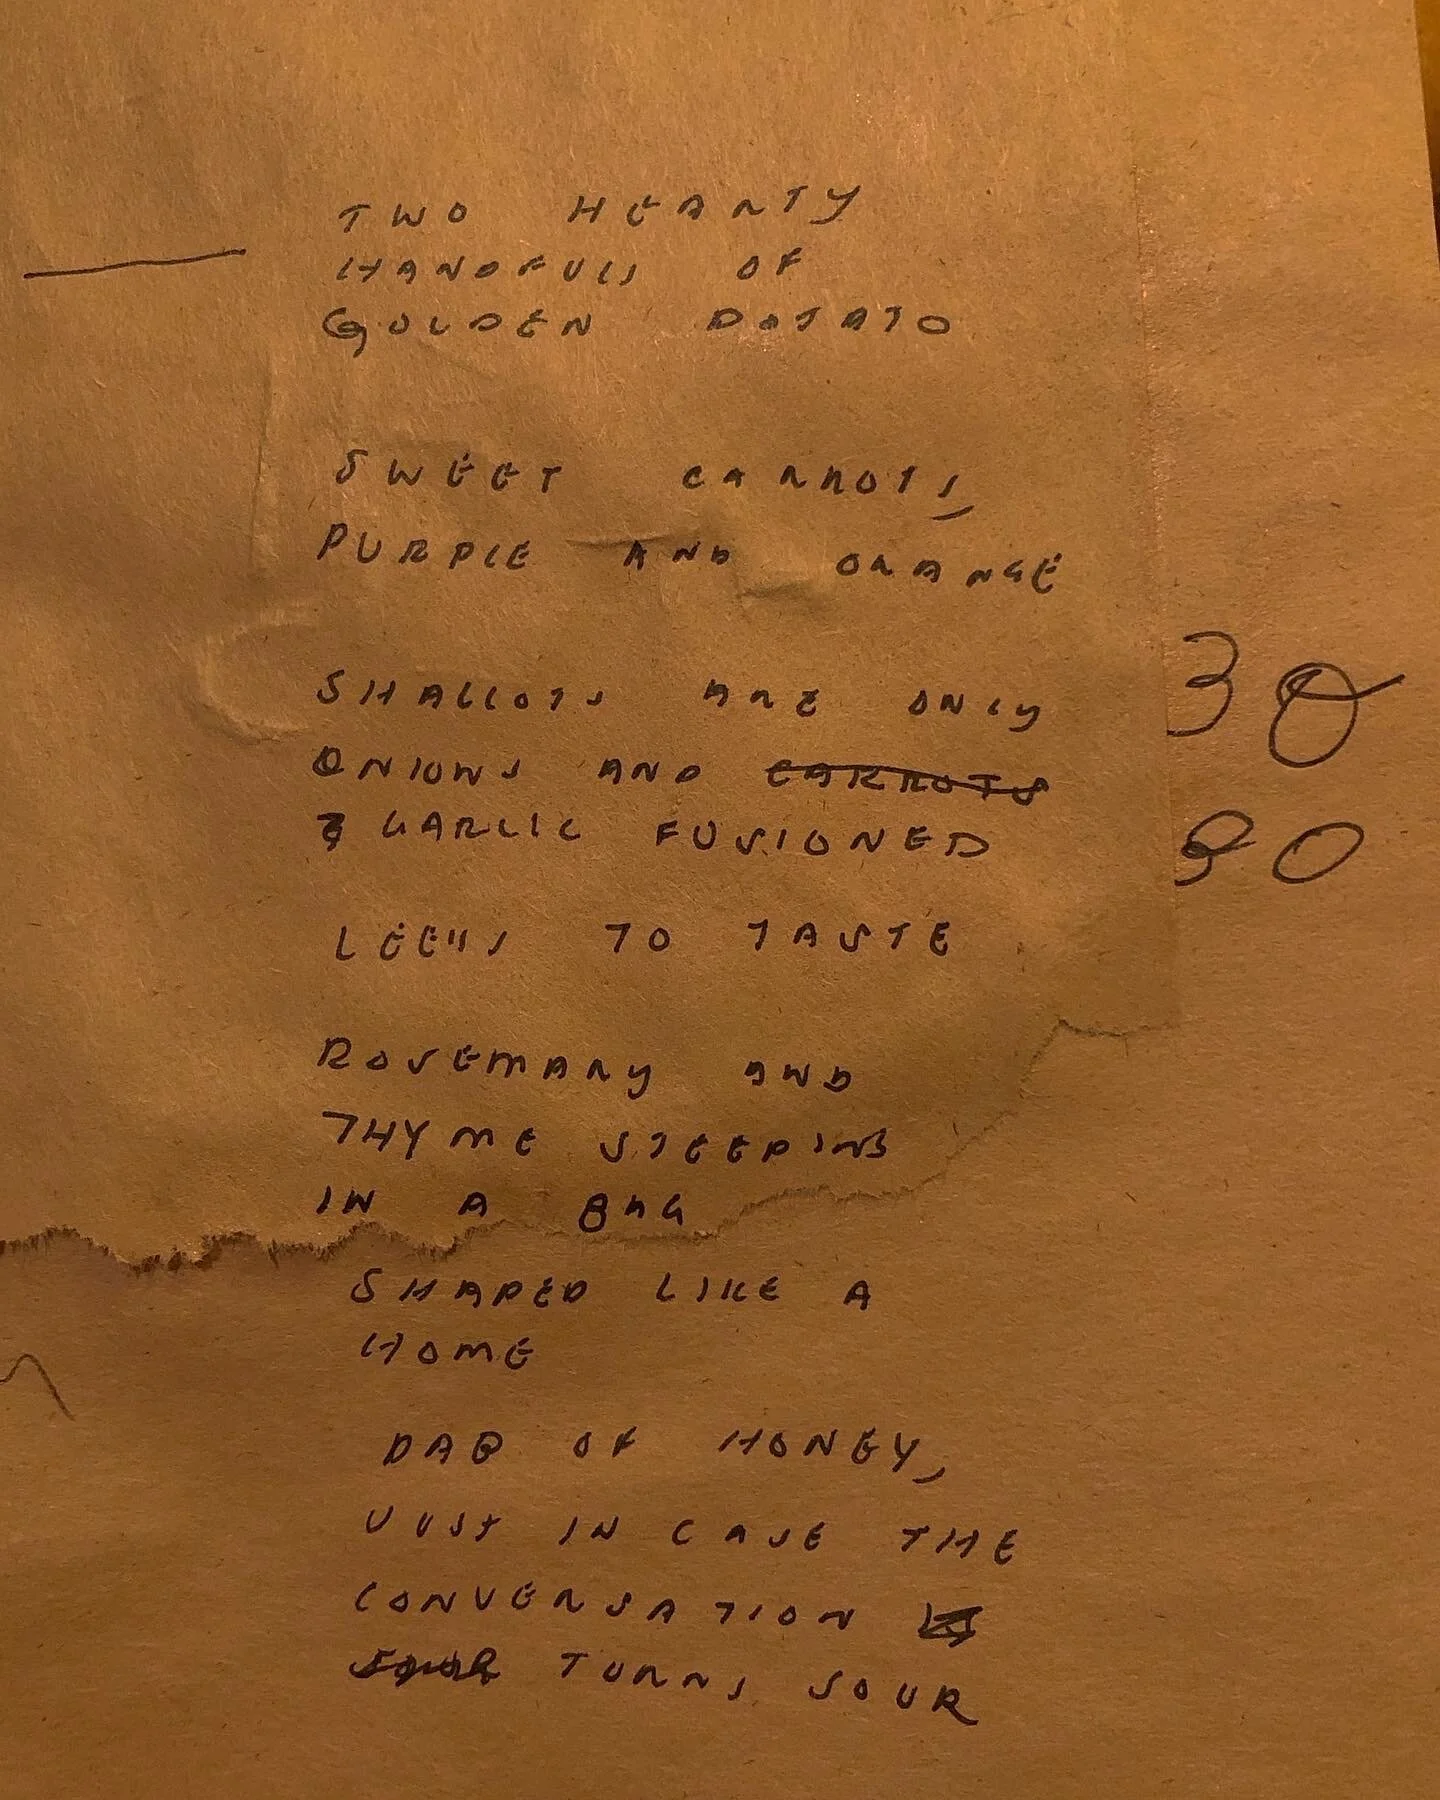 TWO HEARTY
HANDFULS OF
GOLDEN POTATO
SWEET CARROTS,
PURPLE AND ORANGE
SHALLOTS ARE ONLY
ONIONS AND CARROTS
& GARLIC FUSIONED
LEEKS TO TASTE
ROSEMARY AND
THYME STEEPING
IN A BAG
SHAPED LIKE A
HOME
DAB OF HONEY,
JUST IN CASE THE
CONVERSATION
TURNS SOUR
30
90